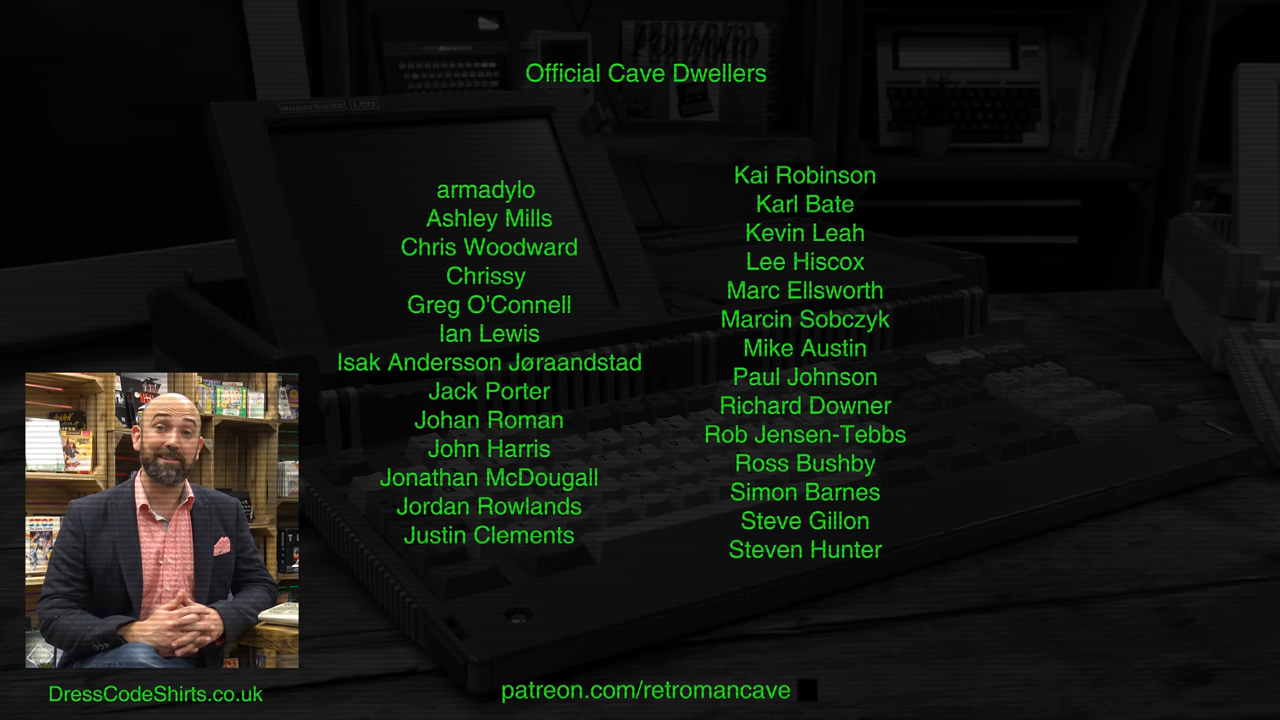 Official Cave Dwellers
superswist LCD
Portfolio
armadylo
Ashley Mills
Chris Woodward
Chrissy
Greg O'Connell
Ian Lewis
Isak Andersson Jøraandstad
Jack Porter
Johan Roman
John Harris
Jonathan McDougall
Jordan Rowlands
Justin Clements
Kai Robinson
Karl Bate
Kevin Leah
Lee Hiscox
Marc Ellsworth
Marcin Sobczyk
Mike Austin
Paul Johnson
Richard Downer
Rob Jensen-Tebbs
Ross Bushby
Simon Barnes
Steve Gillon
Steven Hunter
DressCodeShirts.co.uk
patreon.com/retromancave